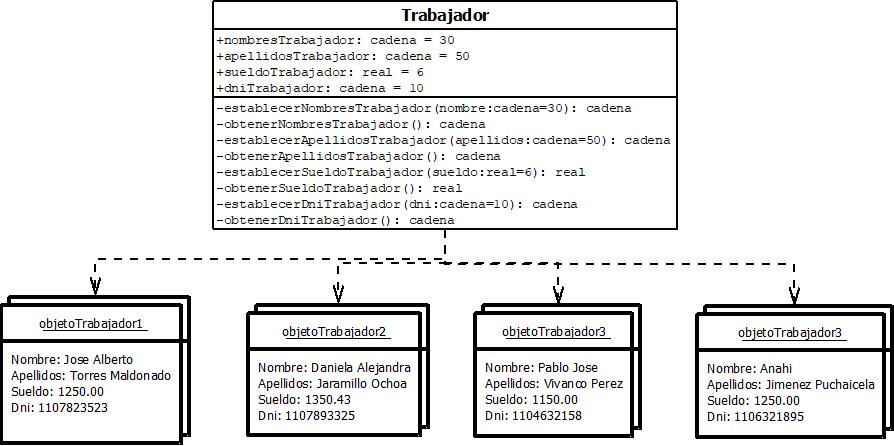 Trabajador
+nombresTrabajador: cadena = 30
+apellidosTrabajador: cadena = 50
+sueldoTrabajador: real = 6
+dniTrabajador: cadena = 10
-establecerNombresTrabajador(nombre:cadena=30): cadena
-obtenerNombresTrabajador(): cadena
-establecerApellidosTrabajador(apellidos:cadena=50): cadena
-obtenerApellidosTrabajador(): cadena
-establecerSueldoTrabajador(sueldo:real=6): real
-obtenerSueldoTrabajador(): real
-establecerDniTrabajador(dni:cadena=10): cadena
-obtenerDniTrabajador(): cadena
objetoTrabajador1
Nombre: Jose Alberto
Apellidos: Torres Maldonado
Sueldo: 1250.00
Dni: 1107823523
objetoTrabajador2
Nombre: Daniela Alejandra
Apellidos: Jaramillo Ochoa
Sueldo: 1350.43
Dni: 1107893325
objetoTrabajador3
Nombre: Pablo Jose
Apellidos: Vivanco Perez
Sueldo: 1150.00
Dni: 1104632158
objetoTrabajador3
Nombre: Anahi
Apellidos: Jimenez Puchaicela
Sueldo: 1250.00
Dni: 1106321895